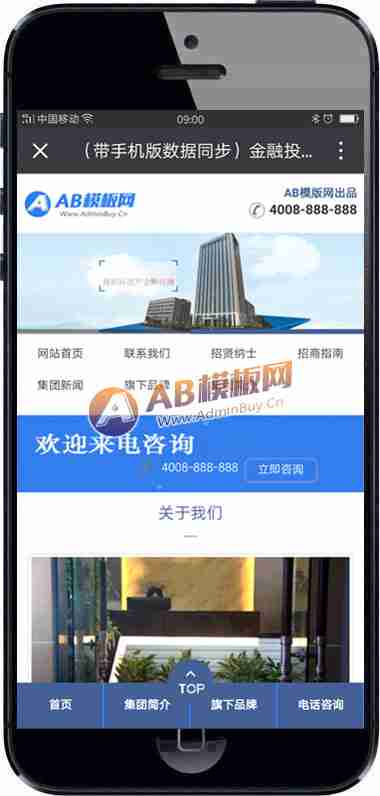 中国移动
09:00
（带手机版数据同步）金融投...
AB模板网
Www.AdminBuy.Cn
AB模版网出品
4008-888-888
网站首页
联系我们
招贤纳士
招商指南
集团新闻
旗下品牌
AB模板网
www.AdminBuy.Cn
欢迎来电咨询
4008-888-888
立即咨询
关于我们
TOP
首页
集团简介
旗下品牌
电话咨询